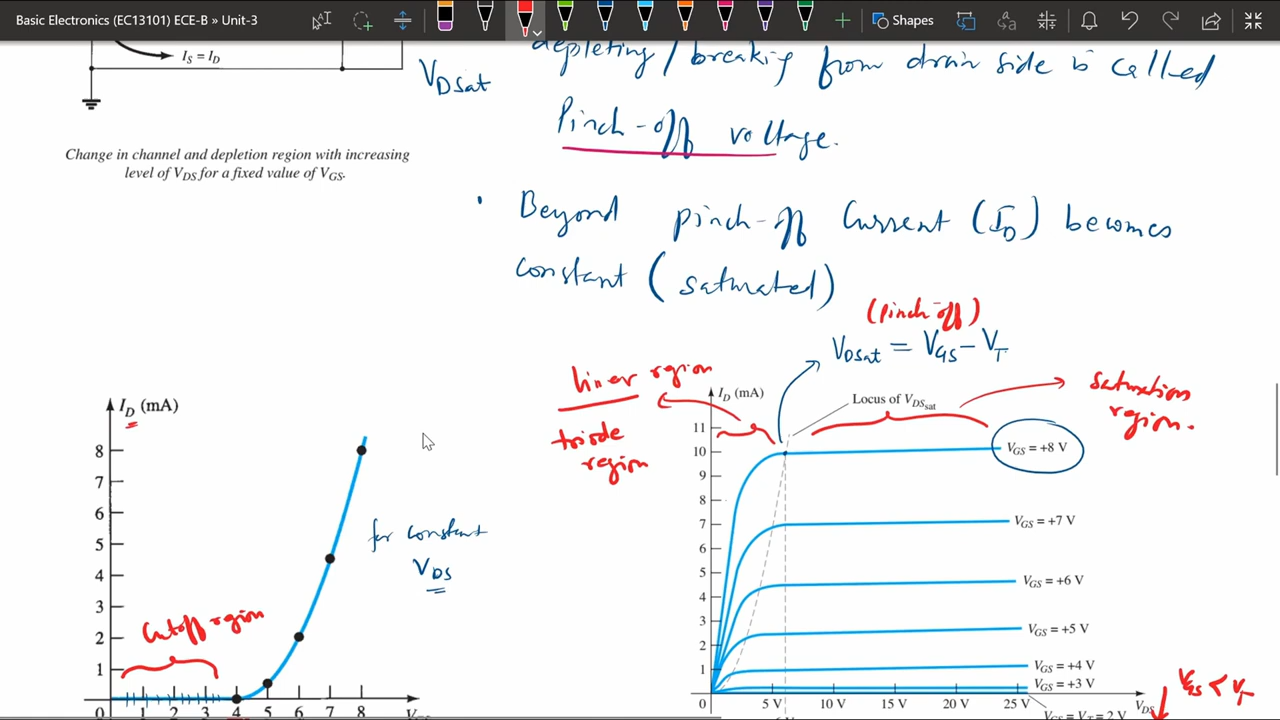 Basic Electronics (EC13101) ECE-B » Unit-3
Shapes
depleting/breaking from drain side is called
Pinch-off voltage.
I_S = I_D
V_DSat
Change in channel and depletion region with increasing
level of V_DS for a fixed value of V_GS.
• Beyond pinch-off Current (I_D) becomes
constant (saturated)
(Pinch-off)
V_DSat = V_GS - V_T
linear region
triode
region
saturation
region.
I_D (mA)
8
7
6
5
4
3
2
1
0 1 2 3 4 5 6 7 8
Cutoff region
for constant
V_DS
I_D (mA)
Locus of V_DSsat
11
10
9
8
7
6
5
4
3
2
1
0 5 V 10 V 15 V 20 V 25 V V_DS
V_GS = +8 V
V_GS = +7 V
V_GS = +6 V
V_GS = +5 V
V_GS = +4 V
V_GS = +3 V
V_GS = V_T = 2 V
V_GS < V_T